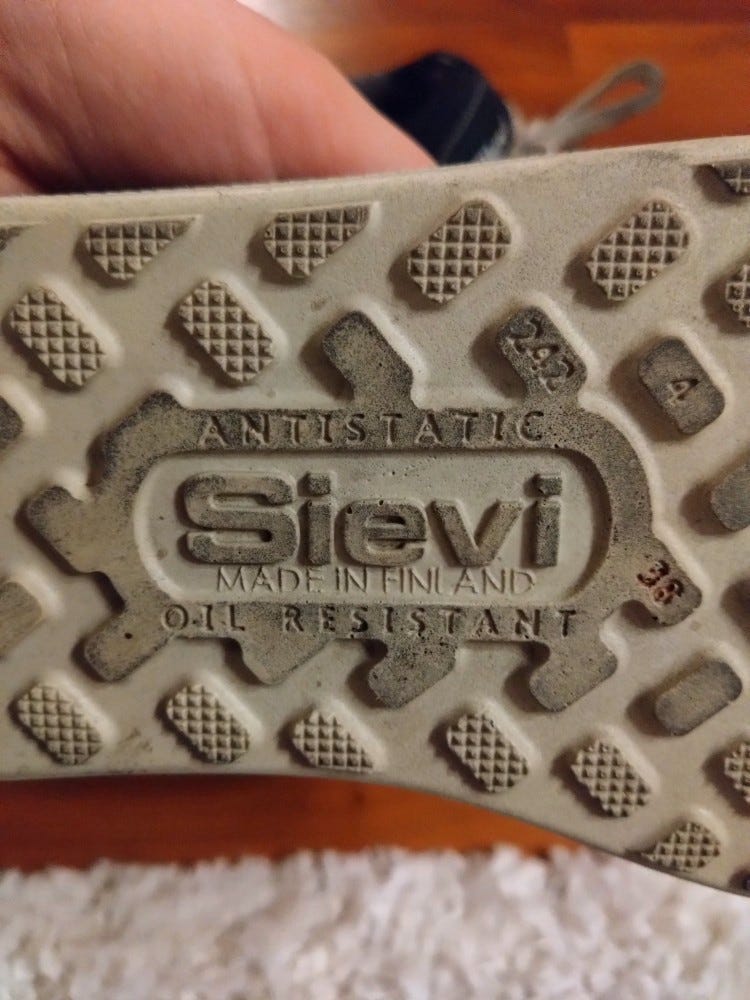 242
4
ANTISTATIC
Sievi
MADE IN FINLAND
36
OIL RESISTANT